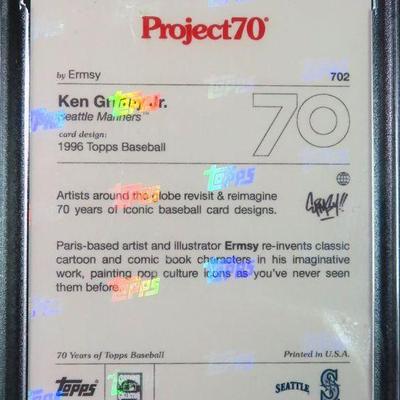 Project70®
by Ermsy 702
Ken Griffey Jr.
Seattle Mariners™
70
card design:
1996 Topps Baseball
Artists around the globe revisit & reimagine
70 years of iconic baseball card designs.
Paris-based artist and illustrator Ermsy re-invents classic
cartoon and comic book characters in his imaginative
work, painting pop culture icons as you've never seen
them before.
70 Years of Topps Baseball Printed in U.S.A.
Topps SEATTLE S